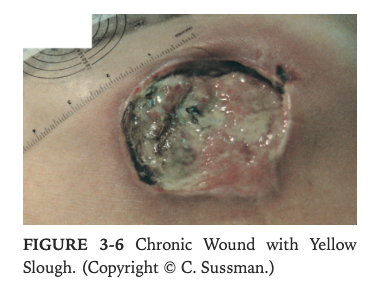 FIGURE 3-6 Chronic Wound with Yellow
Slough. (Copyright © C. Sussman.)